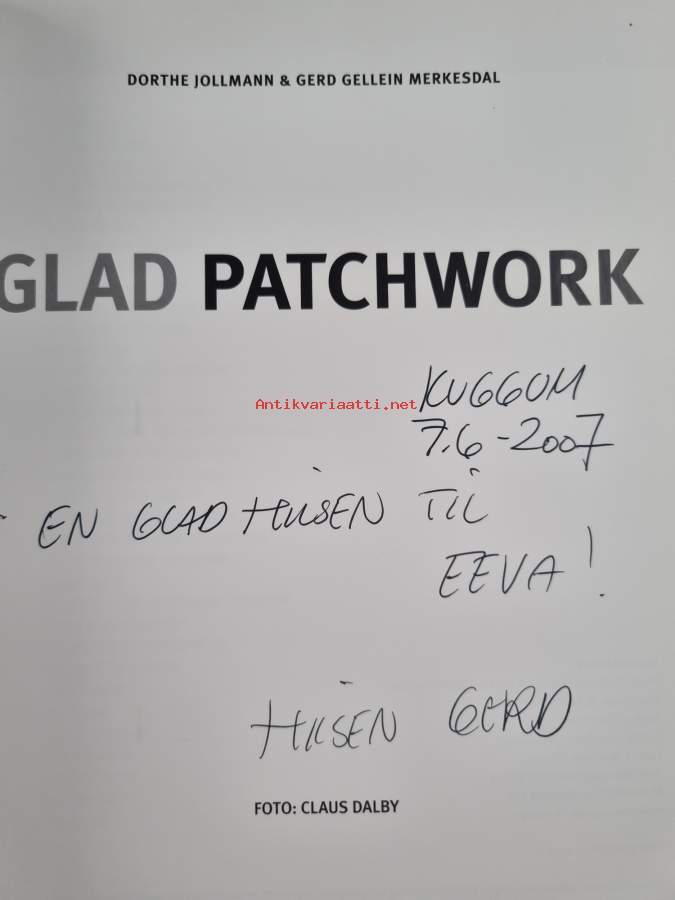 DORTHE JOLLMANN & GERD GELLEIN MERKESDAL
GLAD PATCHWORK
KUGGOM
Antikvariaatti.net
7.6-2007
- EN GLAD HILSEN TIL
EEVA!
HILSEN GERD
FOTO: CLAUS DALBY